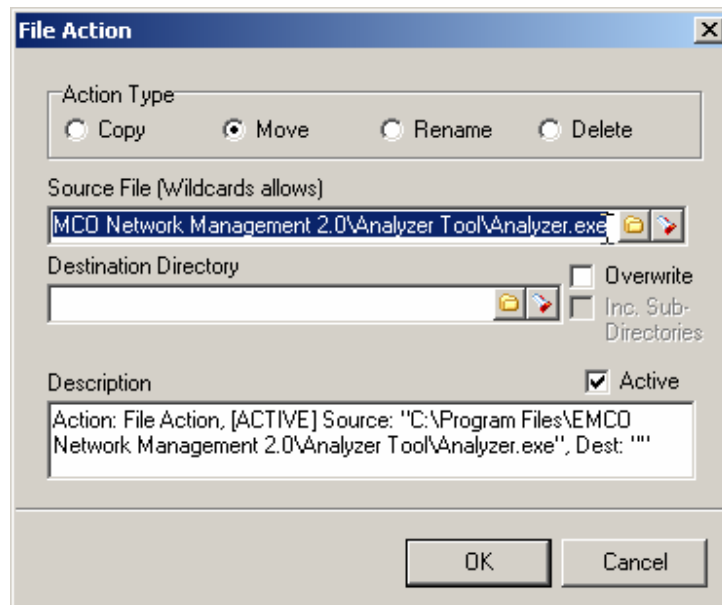 File Action
Action Type
Copy Move Rename Delete
Source File (Wildcards allows)
MCO Network Management 2.0\Analyzer Tool\Analyzer.exe
Destination Directory
Overwrite
Inc. Sub-
Directories
Description
Active
Action: File Action, [ACTIVE] Source: "C:\Program Files\EMCO
Network Management 2.0\Analyzer Tool\Analyzer.exe", Dest: ""
OK Cancel